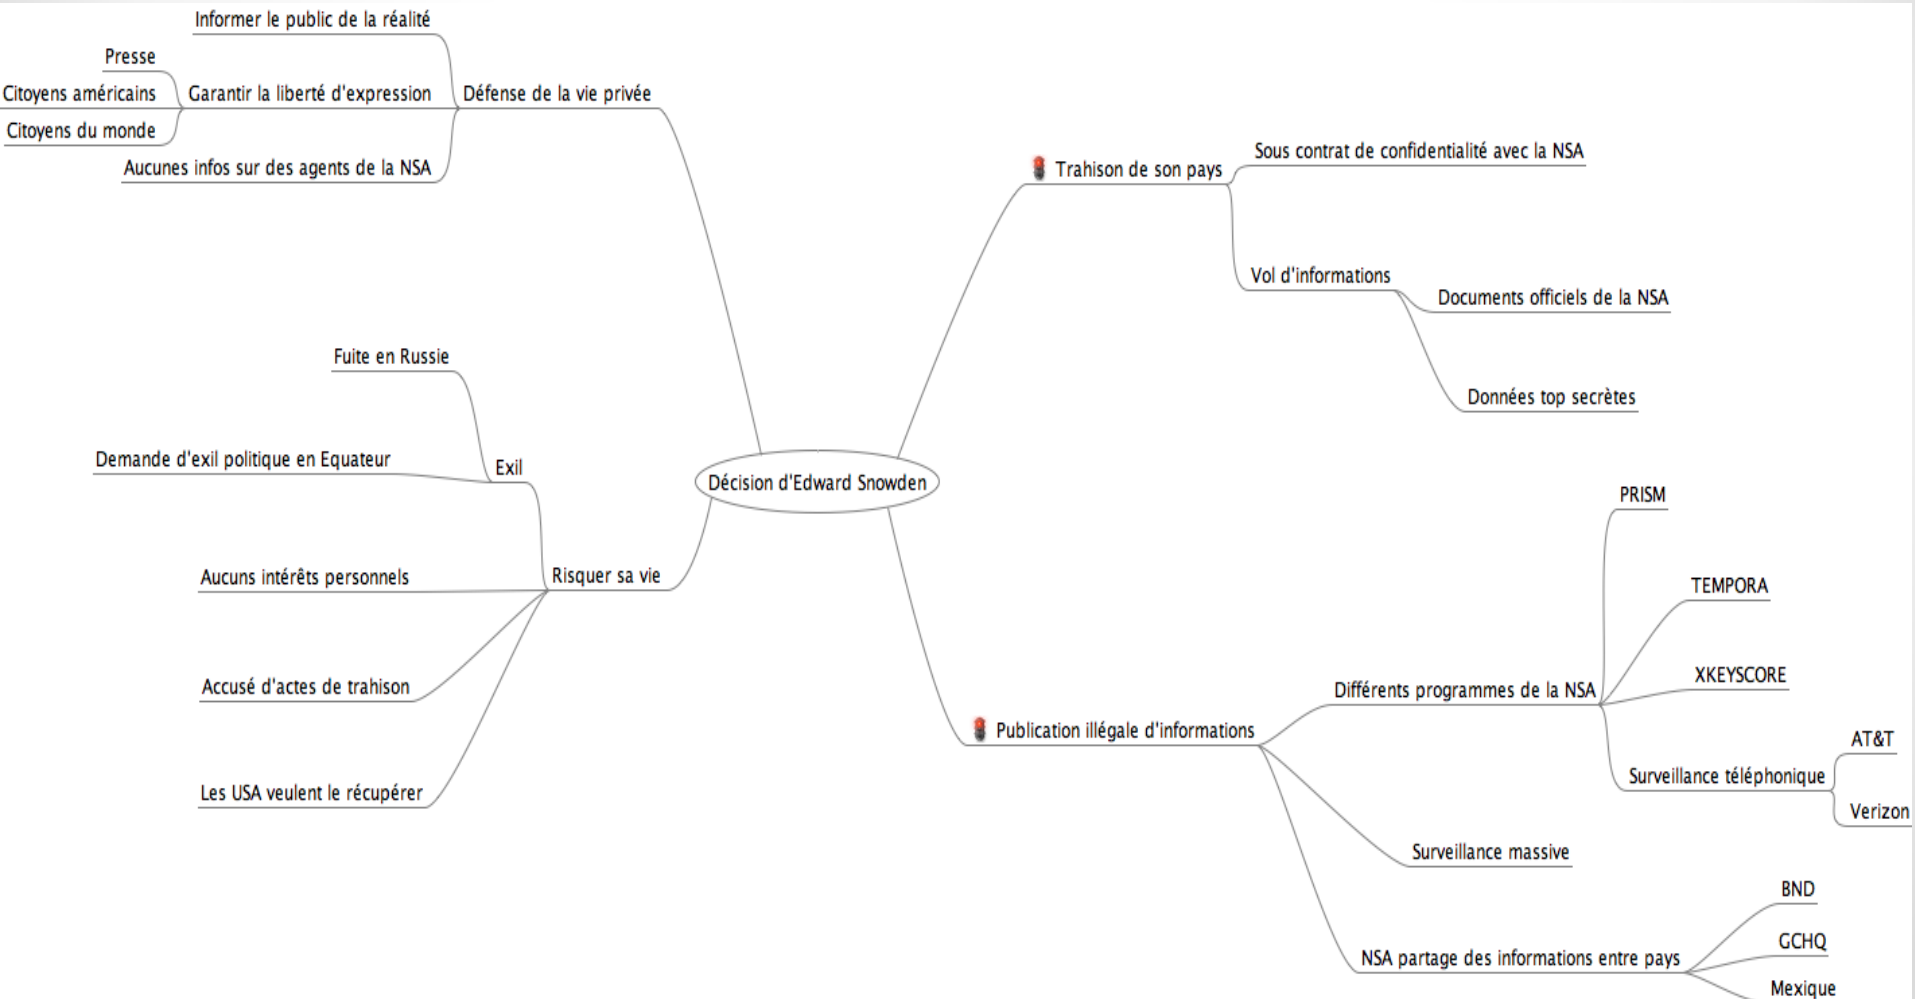 Informer le public de la réalité
Presse
Citoyens américains
Garantir la liberté d'expression
Défense de la vie privée
Citoyens du monde
Aucunes infos sur des agents de la NSA
Trahison de son pays
Sous contrat de confidentialité avec la NSA
Vol d'informations
Documents officiels de la NSA
Données top secrètes
Fuite en Russie
Demande d'exil politique en Equateur
Exil
Décision d'Edward Snowden
Aucuns intérêts personnels
Risquer sa vie
Accusé d'actes de trahison
Les USA veulent le récupérer
PRISM
TEMPORA
XKEYSCORE
Différents programmes de la NSA
Publication illégale d'informations
AT&T
Surveillance téléphonique
Verizon
Surveillance massive
BND
GCHQ
NSA partage des informations entre pays
Mexique